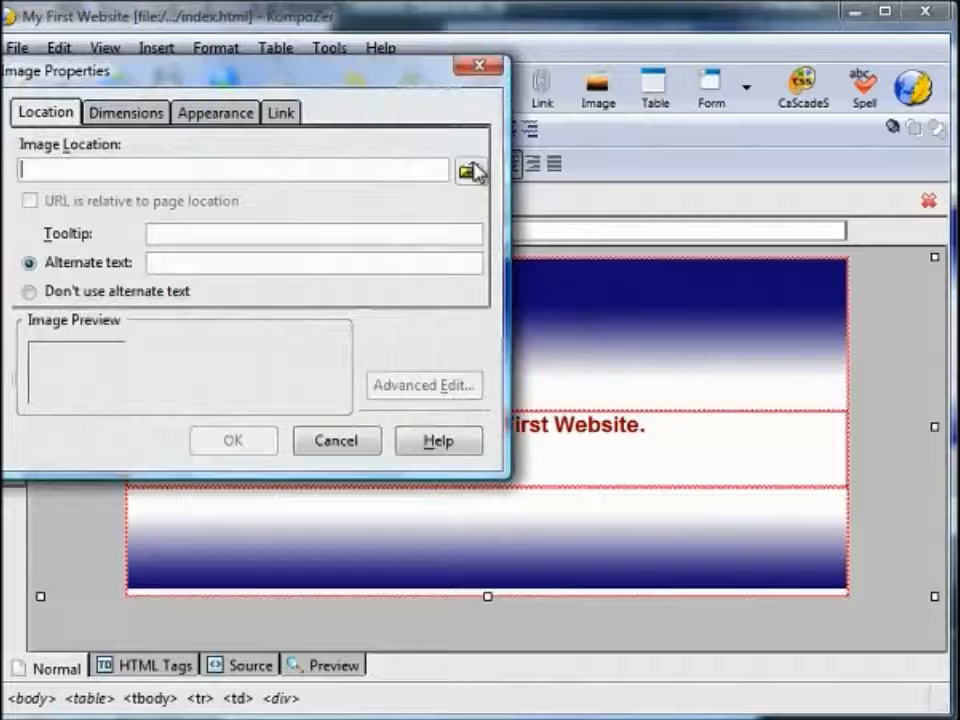 My First Website [file:/.../index.html] - KompoZer
File Edit View Insert Format Table Tools Help
Image Properties
Link Image Table Form CaScadeS Spell
Location Dimensions Appearance Link
Image Location:
URL is relative to page location
Tooltip:
Alternate text:
Don't use alternate text
Image Preview
Advanced Edit...
OK Cancel Help
First Website.
Normal HTML Tags Source Preview
<body> <table> <tbody> <tr> <td> <div>